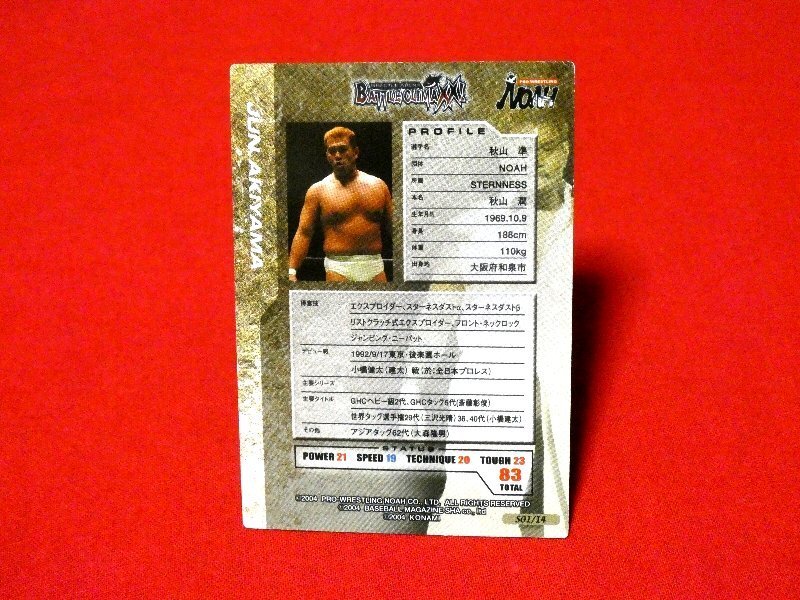 BATTLE CLIMAXX!
PRO-WRESTLING
NOAH
JUN AKIYAMA
PROFILE
選手名 秋山 準
団体 NOAH
所属 STERNNESS
本名 秋山 潤
生年月日 1969.10.9
身長 188cm
体重 110kg
出身地 大阪府和泉市
得意技 エクスプロイダー、スターネスダストα、スターネスダストβ
リストクラッチ式エクスプロイダー、フロント・ネックロック
ジャンピング・ニーパット
デビュー戦 1992/9/17東京・後楽園ホール
小橋健太(建太) 戦 (於:全日本プロレス)
主要シリーズ
主要タイトル GHCヘビー級2代、GHCタッグ6代(斎藤彰俊)
世界タッグ選手権29代(三沢光晴) 36、40代(小橋建太)
その他 アジアタッグ62代(大森隆男)
STATUS
POWER 21 SPEED 19 TECHNIQUE 20 TOUGH 23
83
TOTAL
©2004 PRO-WRESTLING NOAH CO., LTD. ALL RIGHTS RESERVED
©2004 BASEBALL MAGAZINE SHA co., ltd
©2004 KONAMI
S01/14